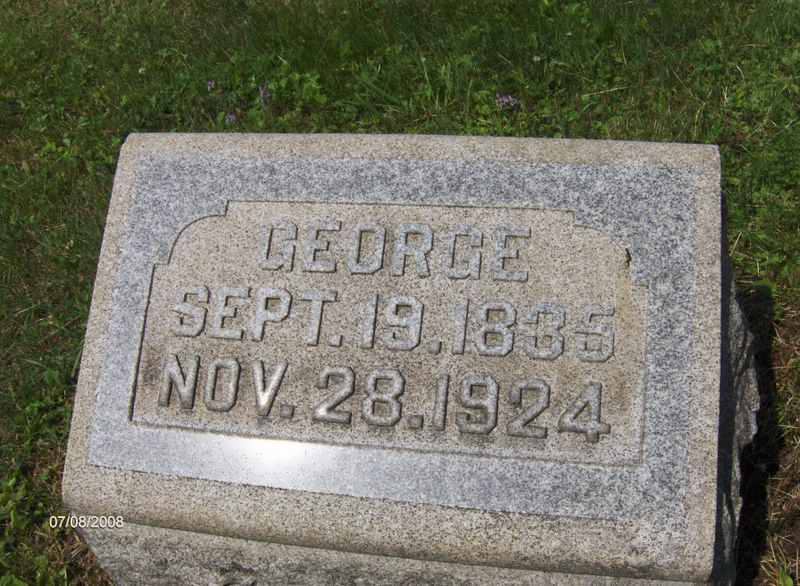 GEORGE
SEPT. 19. 1835
NOV. 28. 1924
07/08/2008